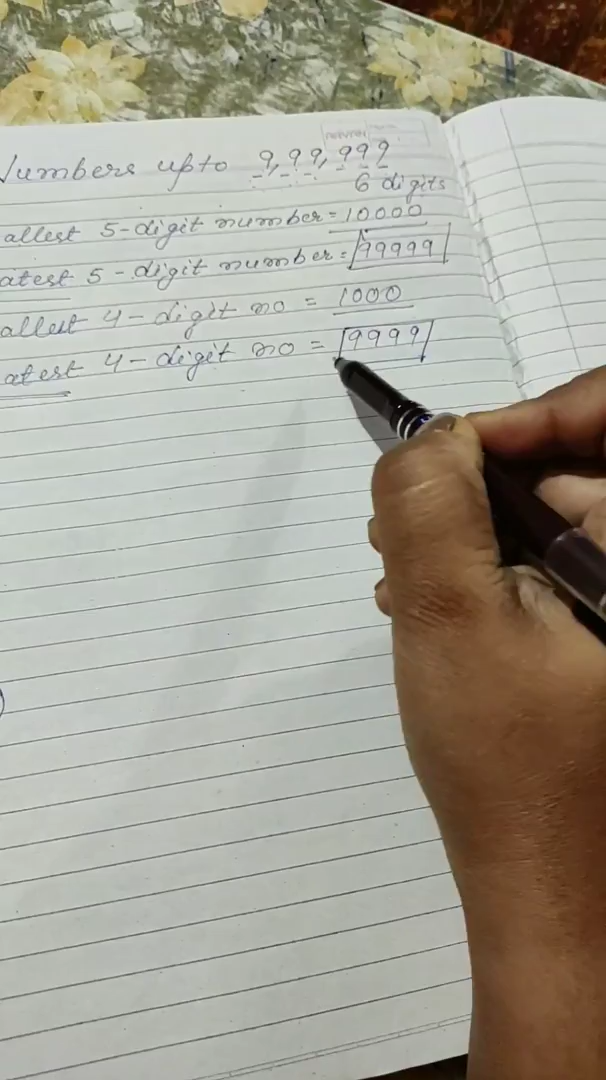 Numbers upto 9,99,999
6 digits
allest 5-digit number = 10000
atest 5-digit number = 99999
allest 4-digit no = 1000
atest 4-digit no = 9999